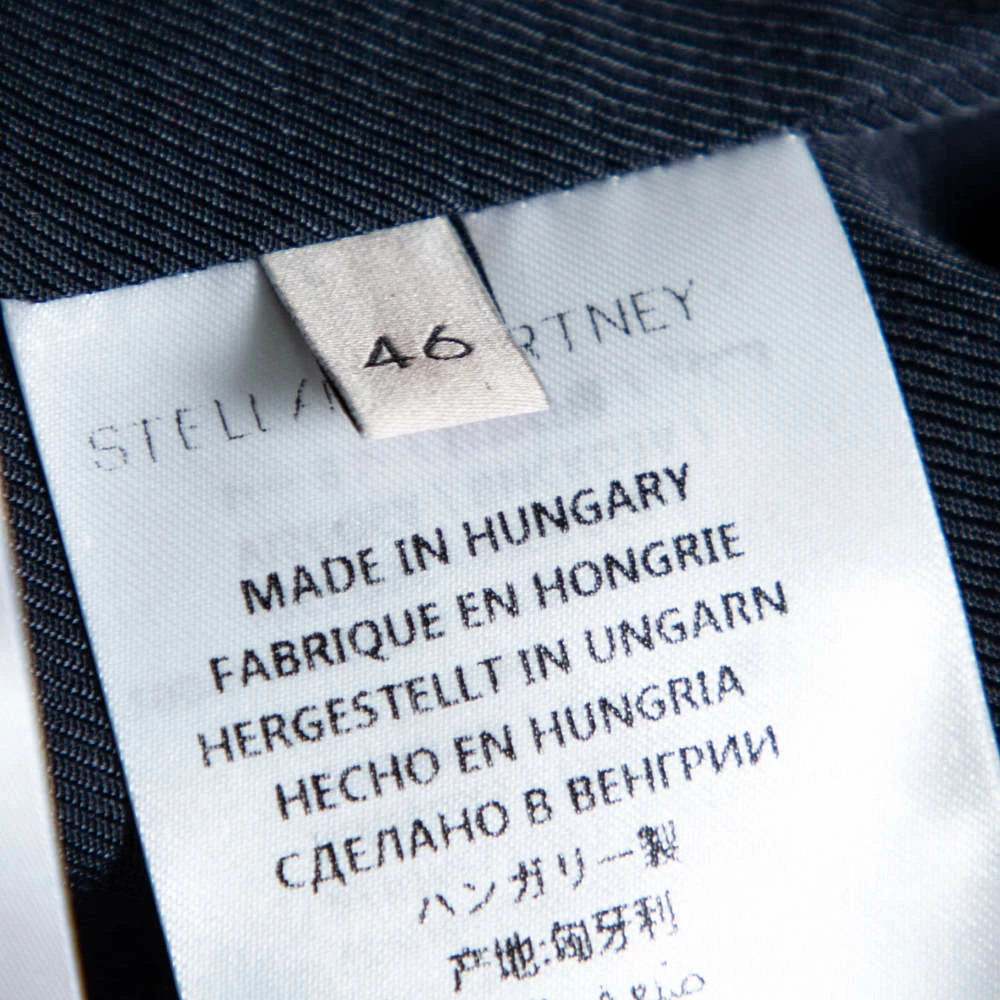 46
STELLA RTNEY
MADE IN HUNGARY
FABRIQUE EN HONGRIE
HERGESTELLT IN UNGARN
HECHO EN HUNGRIA
СДЕЛАНО В ВЕНГРИИ
ハンガリー製
产地:匈牙利